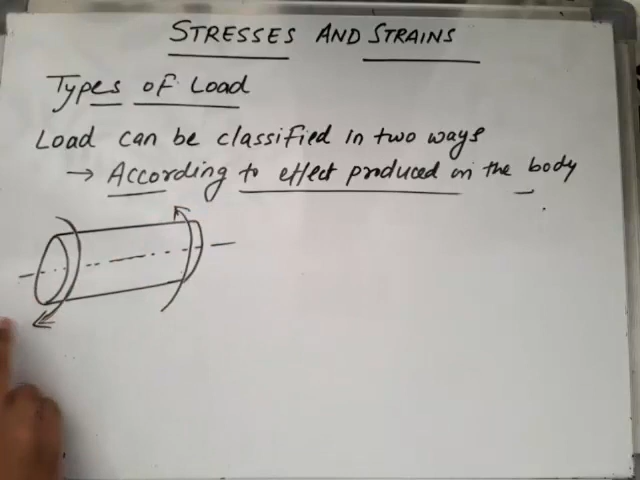 STRESSES AND STRAINS
Types of Load
Load can be classified in two ways
→ According to effect produced on the body